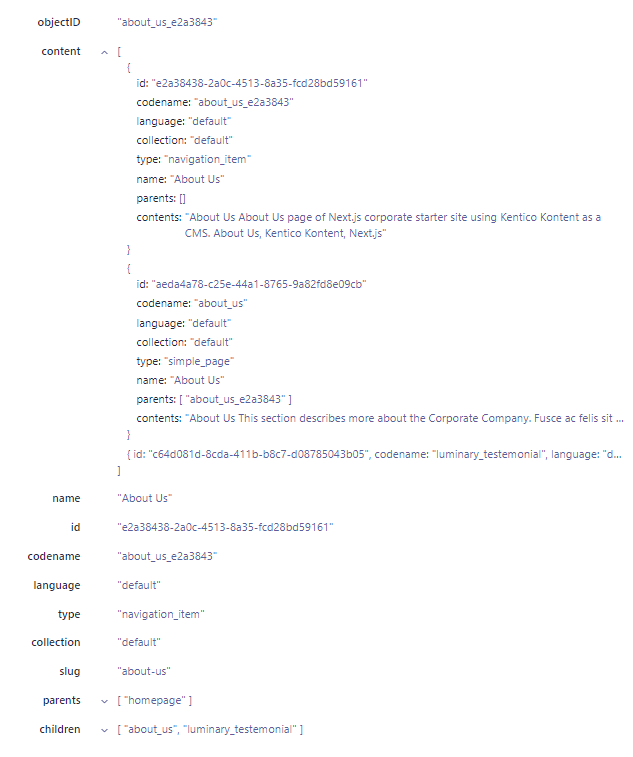 objectID "about_us_e2a3843"
content [
{
id: "e2a38438-2a0c-4513-8a35-fcd28bd59161"
codename: "about_us_e2a3843"
language: "default"
collection: "default"
type: "navigation_item"
name: "About Us"
parents: []
contents: "About Us About Us page of Next.js corporate starter site using Kentico Kontent as a
CMS. About Us, Kentico Kontent, Next.js"
}
{
id: "aeda4a78-c25e-44a1-8765-9a82fd8e09cb"
codename: "about_us"
language: "default"
collection: "default"
type: "simple_page"
name: "About Us"
parents: [ "about_us_e2a3843" ]
contents: "About Us This section describes more about the Corporate Company. Fusce ac felis sit ...
}
{ id: "c64d081d-8cda-411b-b8c7-d08785043b05", codename: "luminary_testemonial", language: "d...
]
name "About Us"
id "e2a38438-2a0c-4513-8a35-fcd28bd59161"
codename "about_us_e2a3843"
language "default"
type "navigation_item"
collection "default"
slug "about-us"
parents [ "homepage" ]
children [ "about_us", "luminary_testemonial" ]